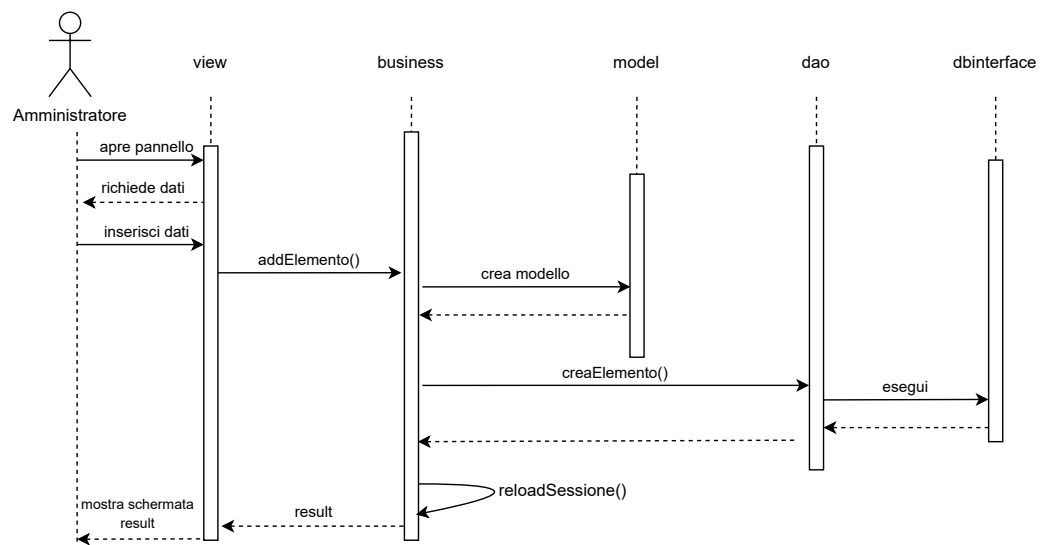 view
business
model
dao
dbinterface
Amministratore
apre pannello
richiede dati
inserisci dati
addElemento()
crea modello
creaElemento()
esegui
reloadSessione()
mostra schermata
result
result